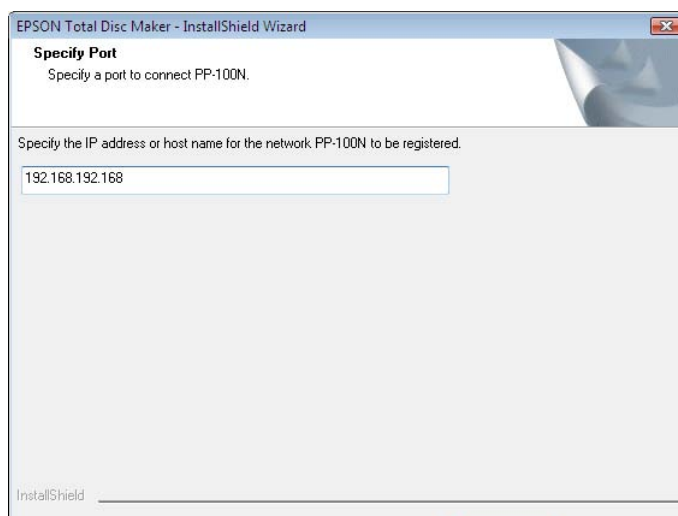 EPSON Total Disc Maker - InstallShield Wizard
Specify Port
Specify a port to connect PP-100N.
Specify the IP address or host name for the network PP-100N to be registered.
192.168.192.168
InstallShield